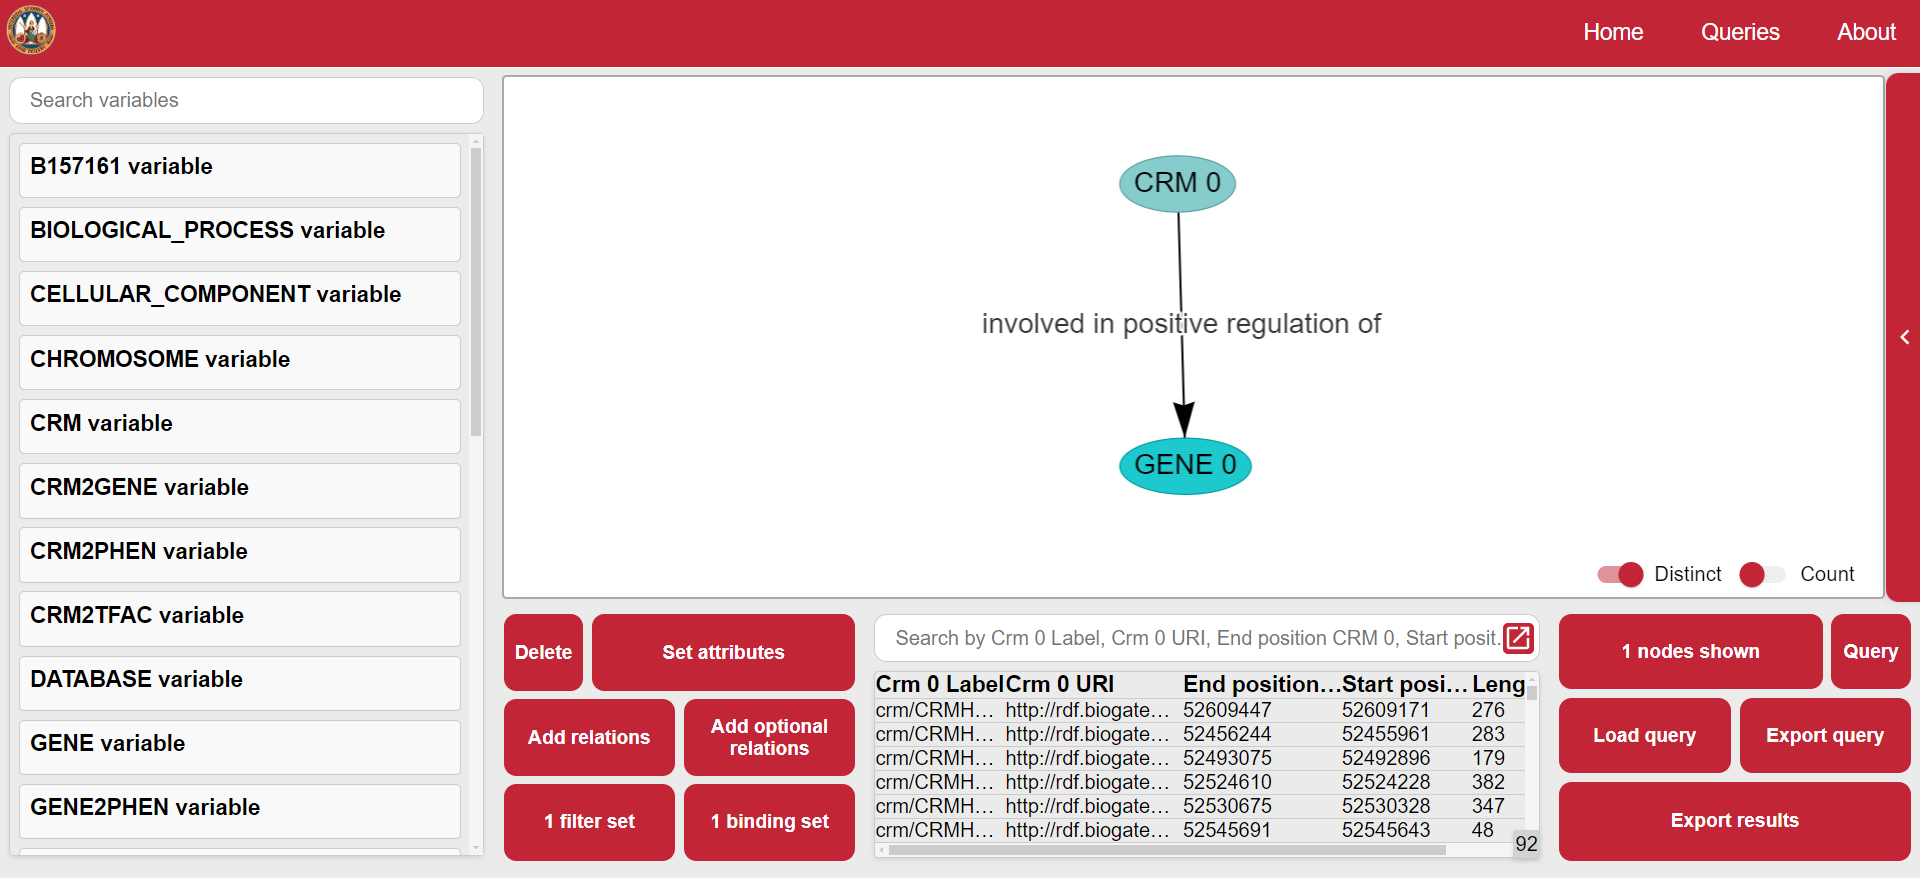 Home Queries About
Search variables
B157161 variable
BIOLOGICAL_PROCESS variable
CELLULAR_COMPONENT variable
CHROMOSOME variable
CRM variable
CRM2GENE variable
CRM2PHEN variable
CRM2TFAC variable
DATABASE variable
GENE variable
GENE2PHEN variable
CRM 0
involved in positive regulation of
GENE 0
Distinct Count
Delete Set attributes
Add relations Add optional
relations
1 filter set 1 binding set
Search by Crm 0 Label, Crm 0 URI, End position CRM 0, Start posit.
Crm 0 Label Crm 0 URI End position... Start posi... Leng
crm/CRMH... http://rdf.biogate... 52609447 52609171 276
crm/CRMH... http://rdf.biogate... 52456244 52455961 283
crm/CRMH... http://rdf.biogate... 52493075 52492896 179
crm/CRMH... http://rdf.biogate... 52524610 52524228 382
crm/CRMH... http://rdf.biogate... 52530675 52530328 347
crm/CRMH... http://rdf.biogate... 52545691 52545643 48
92
1 nodes shown Query
Load query Export query
Export results